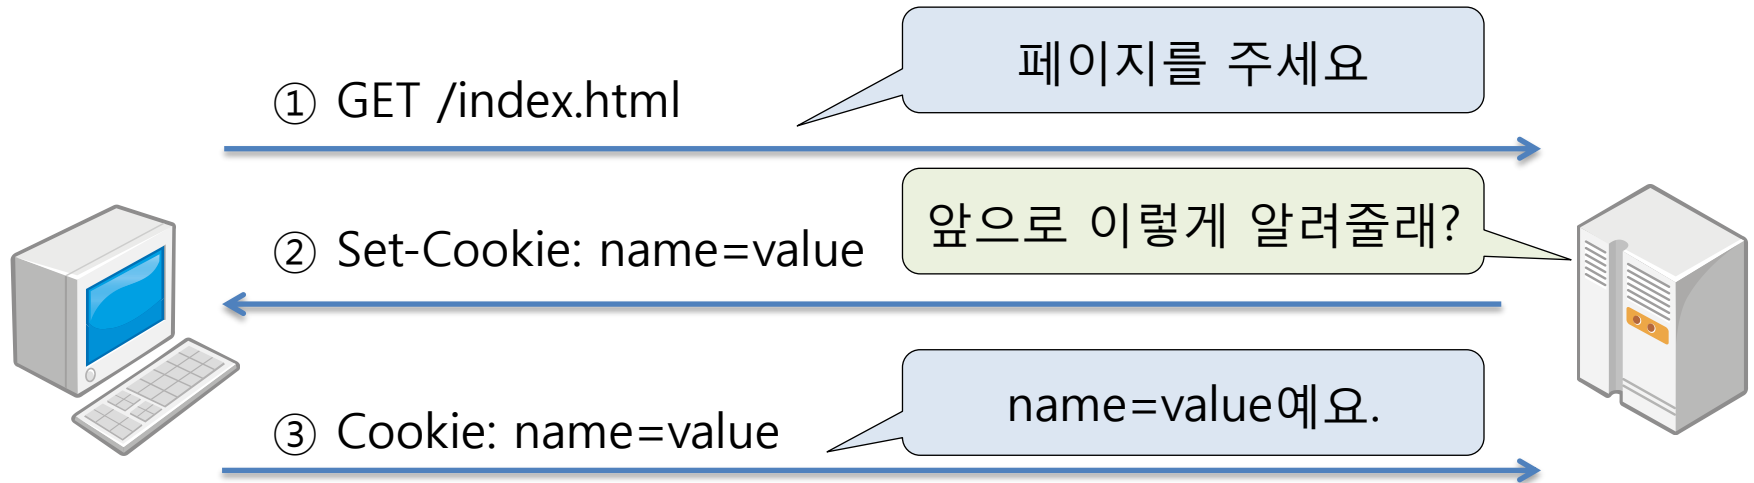 페이지를 주세요
① GET /index.html
앞으로 이렇게 알려줄래?
② Set-Cookie: name=value
name=value예요.
③ Cookie: name=value